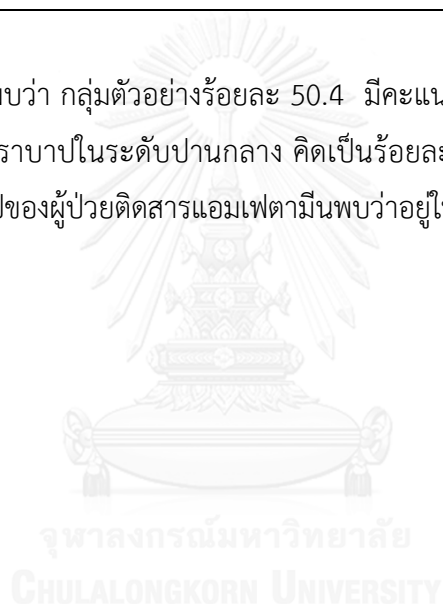 บว่า กลุ่มตัวอย่างร้อยละ 50.4 มีคะแน
ราบาปในระดับปานกลาง คิดเป็นร้อยละ
ปของผู้ป่วยติดสารแอมเฟตามีนพบว่าอยู่ใ
จุฬาลงกรณ์มหาวิทยาลัย
CHULALONGKORN UNIVERSITY